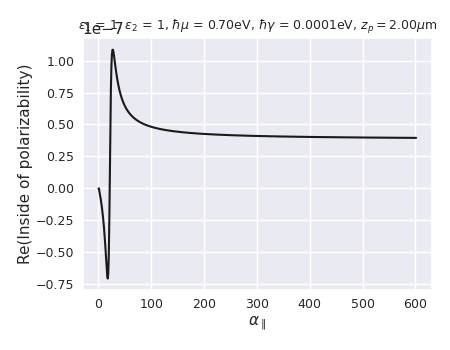 1e−7
= 1, ε₂ = 1, ℏμ = 0.70eV, ℏγ = 0.0001eV, zₚ = 2.00μm
1.00
0.75
0.50
0.25
0.00
−0.25
−0.50
−0.75
Re(Inside of polarizability)
0 100 200 300 400 500 600
α∥